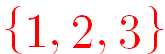 {1, 2, 3}